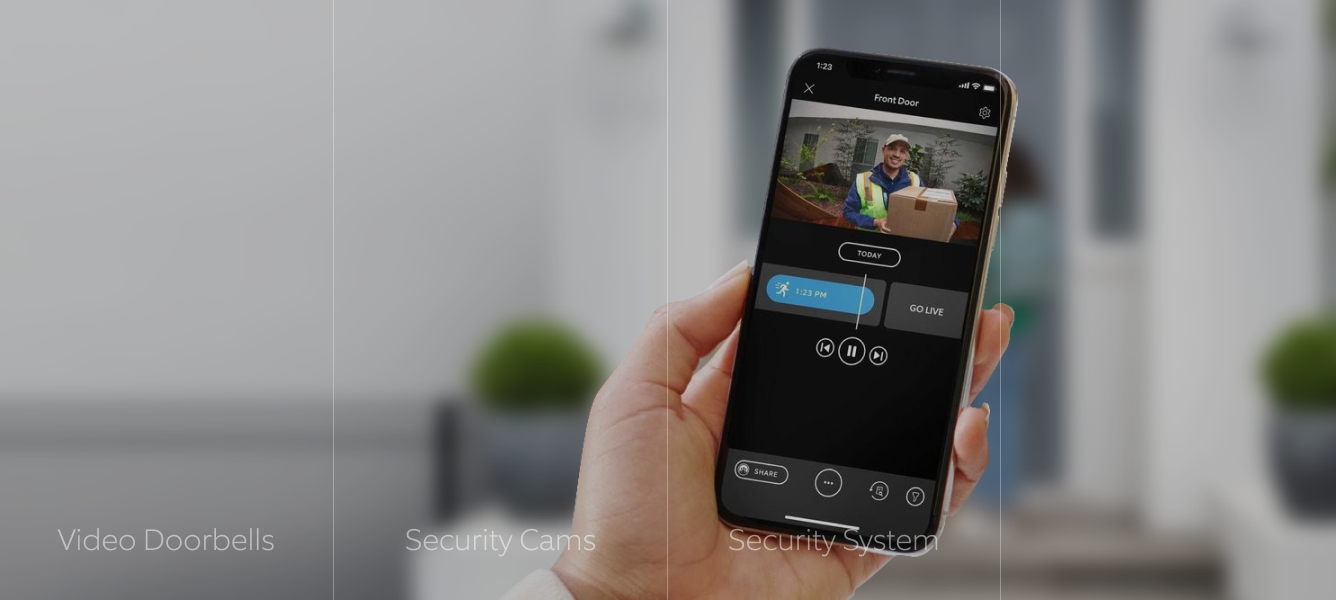 1:23
Front Door
TODAY
1:23 PM
GO LIVE
SHARE
Video Doorbells
Security Cams
Security System